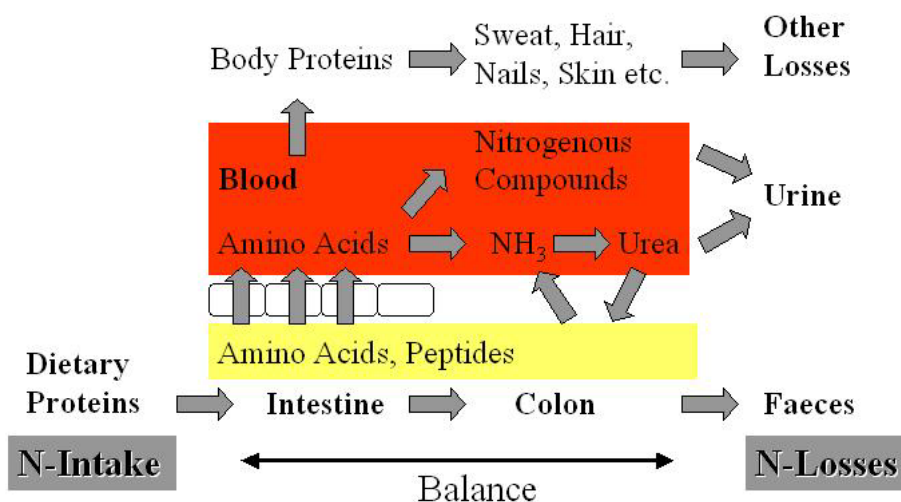 Body Proteins
Sweat, Hair,
Nails, Skin etc.
Other
Losses
Blood
Nitrogenous
Compounds
Urine
Amino Acids
NH3
Urea
Amino Acids, Peptides
Dietary
Proteins
Intestine
Colon
Faeces
N-Intake
Balance
N-Losses